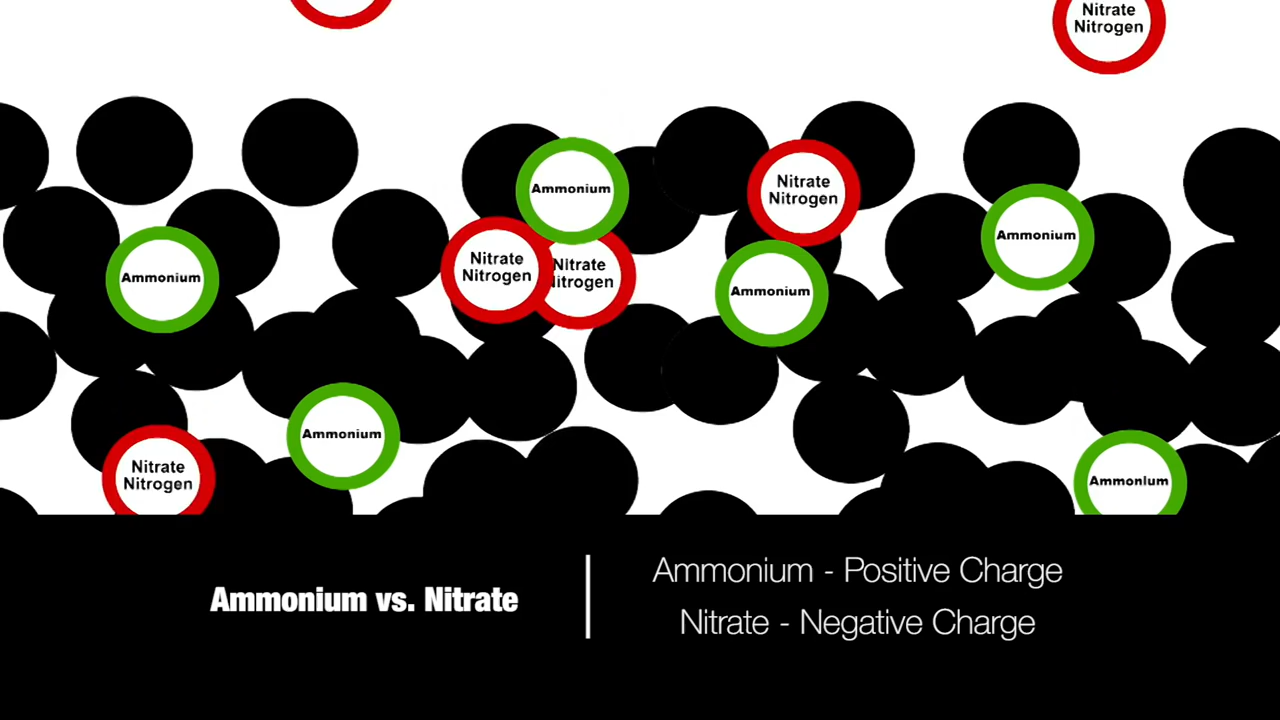 Nitrate
Nitrogen
Ammonium
Nitrate
Nitrogen
Ammonium
Nitrate
Nitrogen
Nitrate
Nitrogen
Ammonium
Ammonium
Ammonium
Nitrate
Nitrogen
Ammonium
Ammonium vs. Nitrate
Ammonium - Positive Charge
Nitrate - Negative Charge